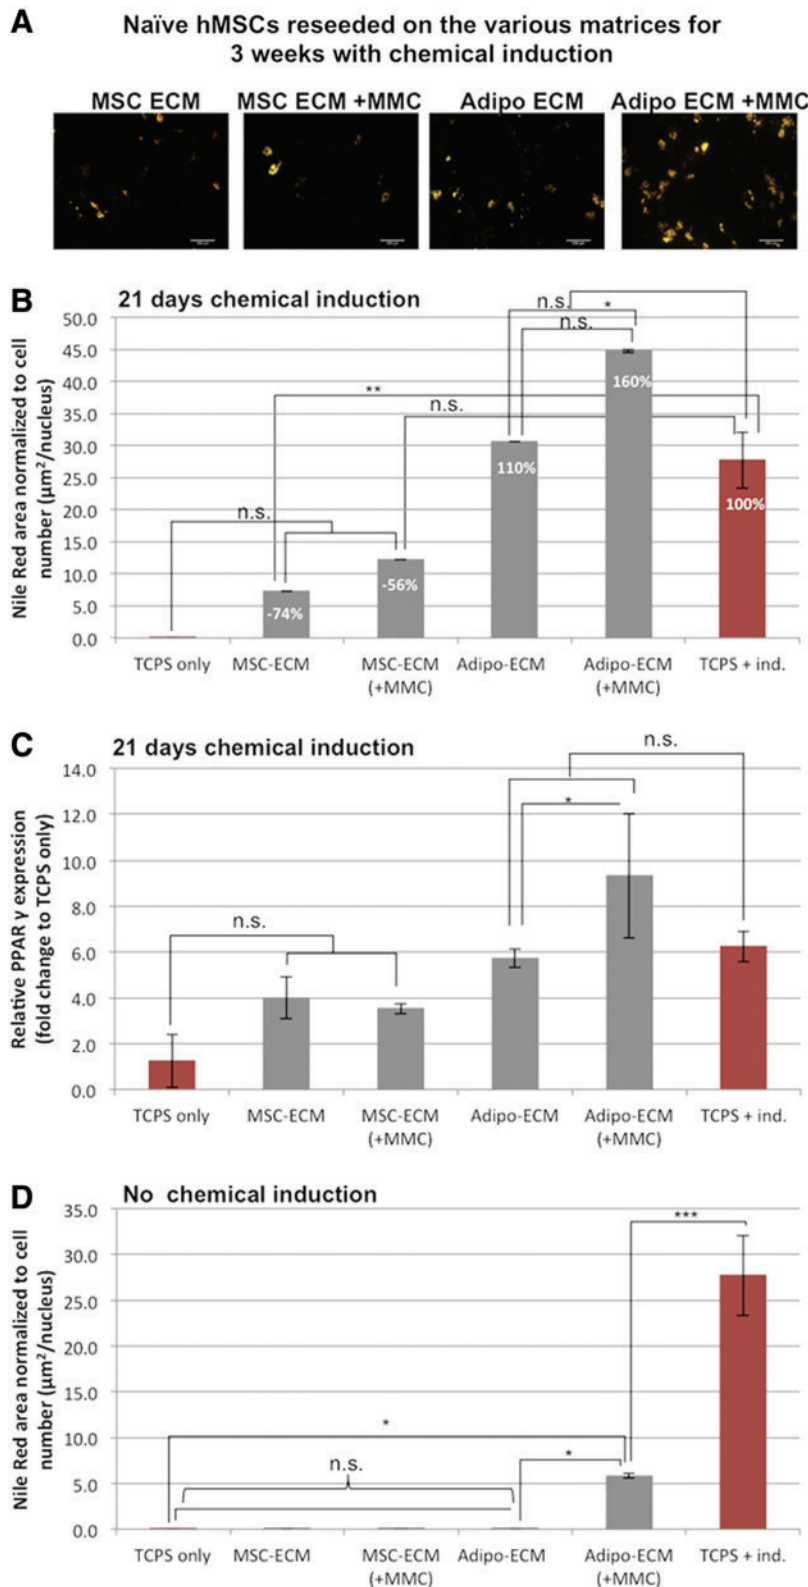 A
Naïve hMSCs reseeded on the various matrices for
3 weeks with chemical induction
MSC ECM MSC ECM +MMC Adipo ECM Adipo ECM +MMC
B
21 days chemical induction
Nile Red area normalized to cell
number (µm²/nucleus)
50.0
45.0
40.0
35.0
30.0
25.0
20.0
15.0
10.0
5.0
0.0
n.s. *
n.s.
**
n.s.
n.s.
-74%
-56%
110%
160%
100%
TCPS only MSC-ECM MSC-ECM Adipo-ECM Adipo-ECM TCPS + ind.
(+MMC) (+MMC)
C
21 days chemical induction
Relative PPAR γ expression
(fold change to TCPS only)
14.0
12.0
10.0
8.0
6.0
4.0
2.0
0.0
n.s.
*
n.s.
TCPS only MSC-ECM MSC-ECM Adipo-ECM Adipo-ECM TCPS + ind.
(+MMC) (+MMC)
D
No chemical induction
Nile Red area normalized to cell
number (µm²/nucleus)
35.0
30.0
25.0
20.0
15.0
10.0
5.0
0.0
***
*
n.s.
*
TCPS only MSC-ECM MSC-ECM Adipo-ECM Adipo-ECM TCPS + ind.
(+MMC) (+MMC)